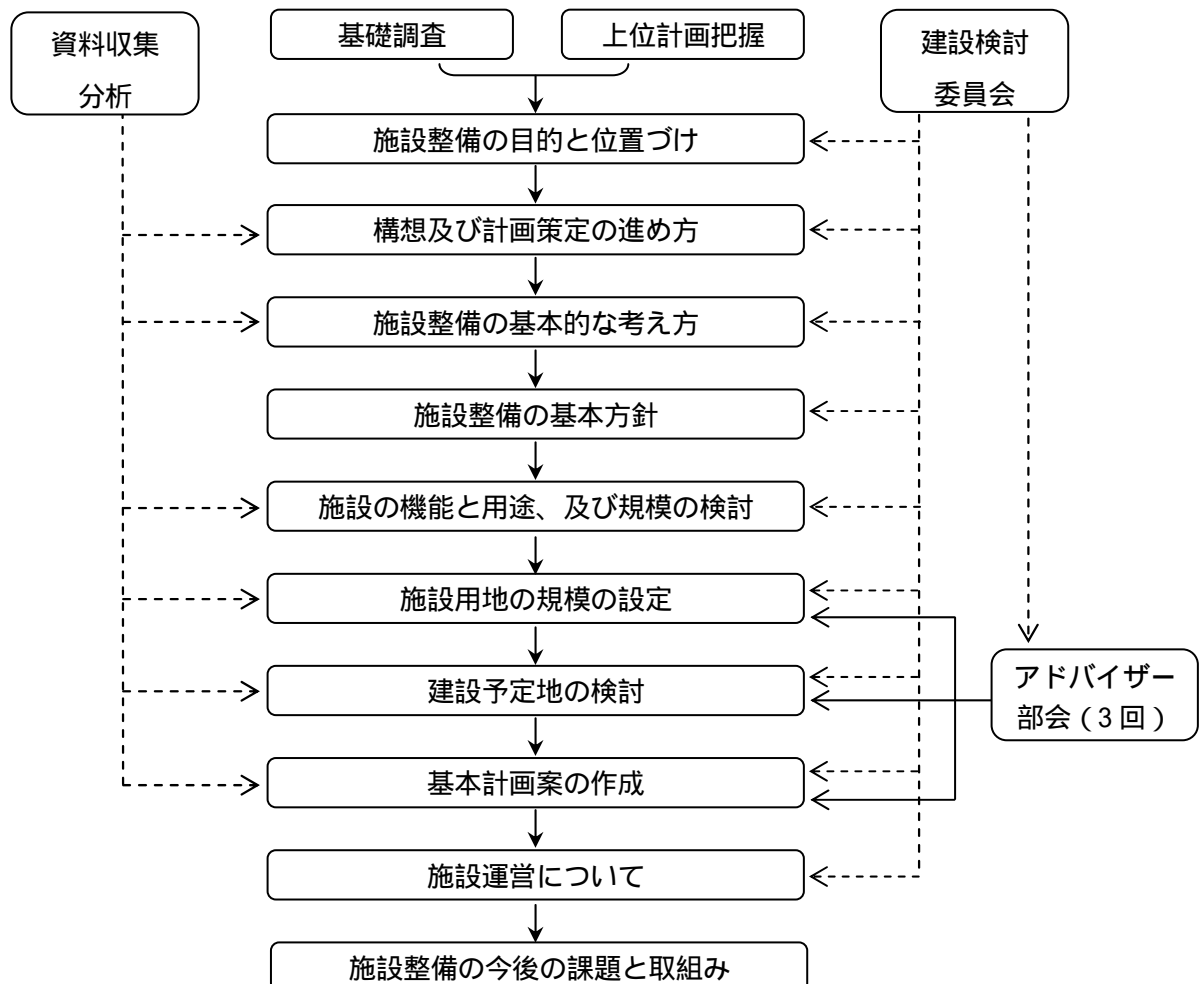 資料収集
分析
基礎調査
上位計画把握
建設検討
委員会
施設整備の目的と位置づけ
構想及び計画策定の進め方
施設整備の基本的な考え方
施設整備の基本方針
施設の機能と用途、及び規模の検討
施設用地の規模の設定
建設予定地の検討
アドバイザー
部会（3回）
基本計画案の作成
施設運営について
施設整備の今後の課題と取組み